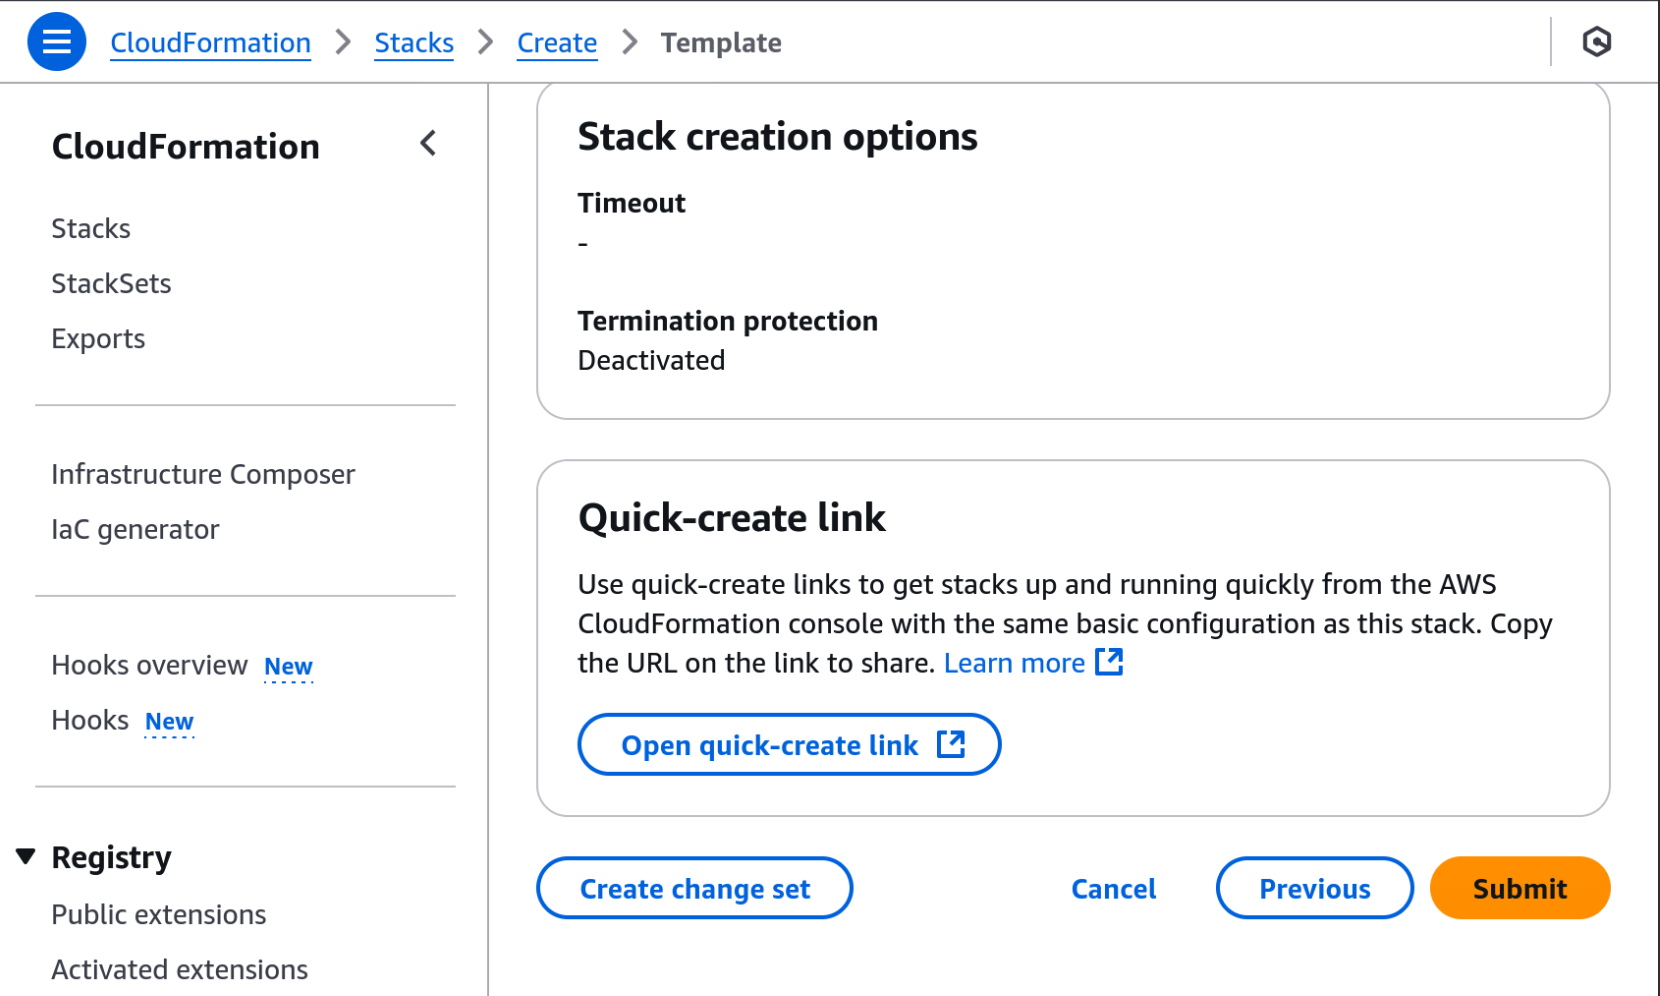 CloudFormation > Stacks > Create > Template
CloudFormation
Stacks
StackSets
Exports
Infrastructure Composer
IaC generator
Hooks overview New
Hooks New
Registry
Public extensions
Activated extensions
Stack creation options
Timeout
-
Termination protection
Deactivated
Quick-create link
Use quick-create links to get stacks up and running quickly from the AWS
CloudFormation console with the same basic configuration as this stack. Copy
the URL on the link to share. Learn more
Open quick-create link
Create change set
Cancel
Previous
Submit